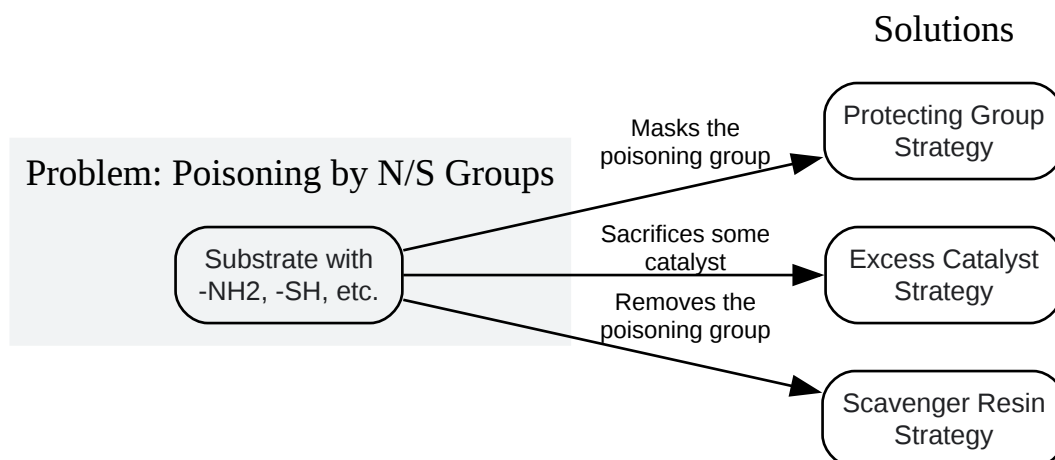 Solutions
Protecting Group
Strategy
Masks the
poisoning group
Problem: Poisoning by N/S Groups
Substrate with
-NH2, -SH, etc.
Sacrifices some
catalyst
Excess Catalyst
Strategy
Removes the
poisoning group
Scavenger Resin
Strategy